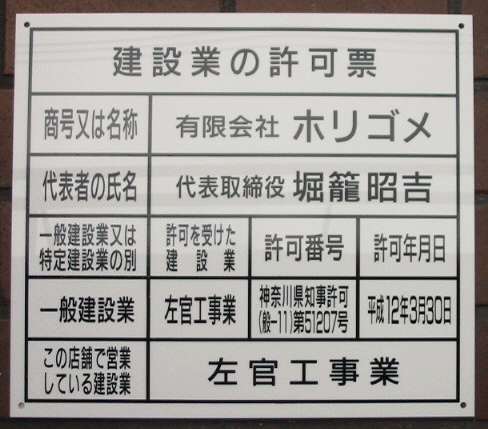 建設業の許可票
商号又は名称
有限会社 ホリゴメ
代表者の氏名
代表取締役 堀籠昭吉
一般建設業又は
特定建設業の別
許可を受けた
建設業
許可番号
許可年月日
一般建設業
左官工事業
神奈川県知事許可
(般-11)第51207号
平成12年3月30日
この店舗で営業
している建設業
左官工事業